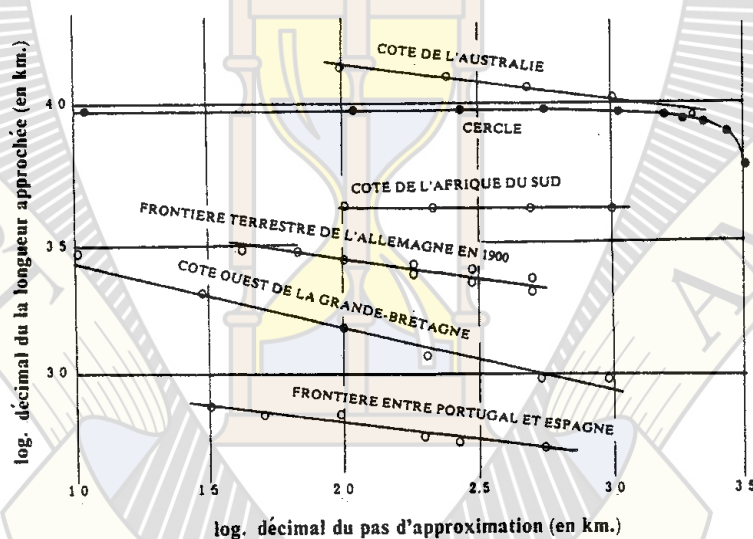 log. décimal du la longueur approchée (en km.)
COTE DE L'AUSTRALIE
4 0
CERCLE
COTE DE L'AFRIQUE DU SUD
FRONTIERE TERRESTRE DE L'ALLEMAGNE EN 1900
3 5
COTE OUEST DE LA GRANDE-BRETAGNE
3.0
FRONTIERE ENTRE PORTUGAL ET ESPAGNE
1 0 1 5 2 0 2.5 3 0 3 5
log. décimal du pas d'approximation (en km.)